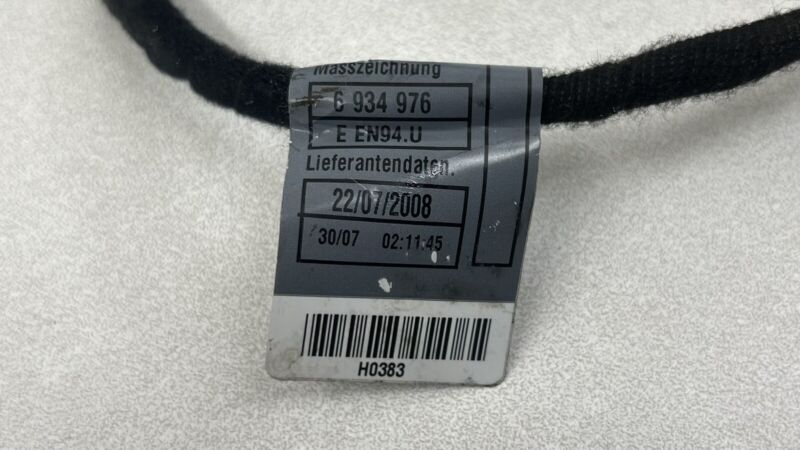 Masszeichnung
6 934 976
E EN94.U
Lieferantendaten.
22/07/2008
30/07 02:11:45
H0383